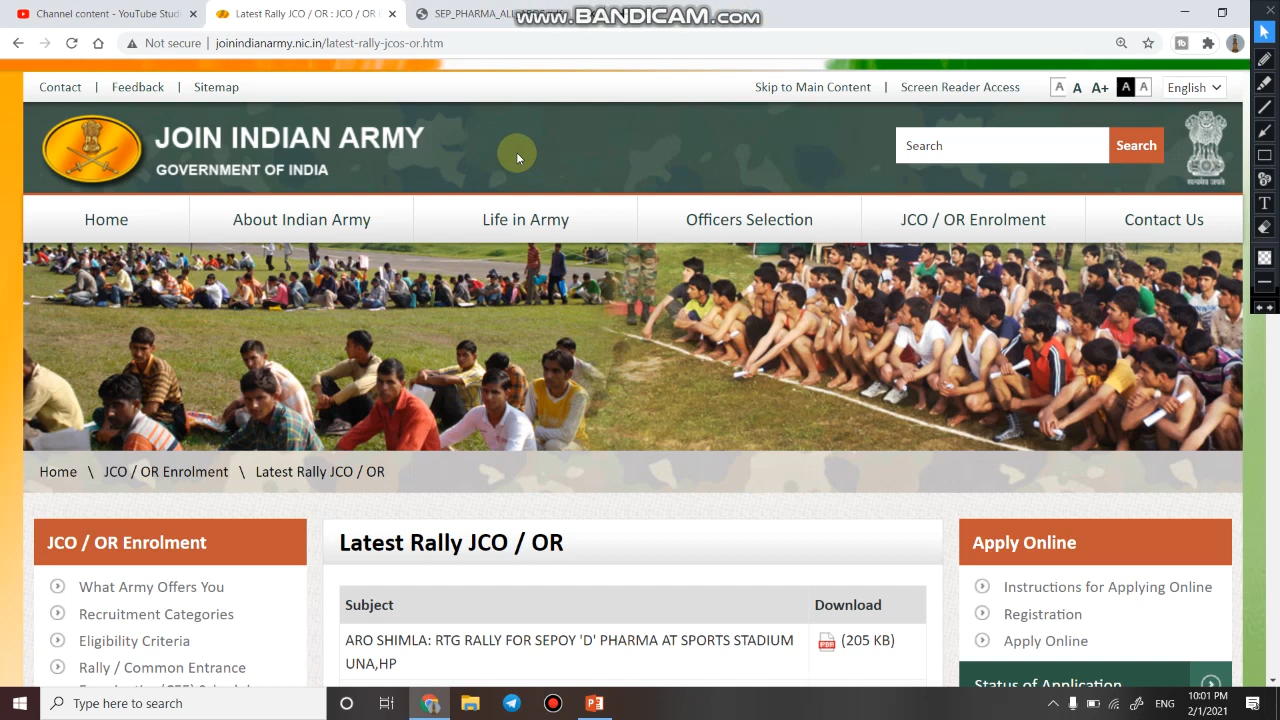 Channel content - YouTube Studi
Latest Rally JCO / OR : JCO / OR
SEP_PHARMA_ALL
www.BANDICAM.com
Not secure | joinindianarmy.nic.in/latest-rally-jcos-or.htm
Contact | Feedback | Sitemap
Skip to Main Content | Screen Reader Access
A A A+ A A
English
JOIN INDIAN ARMY
GOVERNMENT OF INDIA
Search
Search
सत्यमेव जयते
Home
About Indian Army
Life in Army
Officers Selection
JCO / OR Enrolment
Contact Us
Home \ JCO / OR Enrolment \ Latest Rally JCO / OR
JCO / OR Enrolment
What Army Offers You
Recruitment Categories
Eligibility Criteria
Rally / Common Entrance
Latest Rally JCO / OR
Subject
Download
ARO SHIMLA: RTG RALLY FOR SEPOY 'D' PHARMA AT SPORTS STADIUM
UNA,HP
PDF (205 KB)
Apply Online
Instructions for Applying Online
Registration
Apply Online
Status of Application
Type here to search
ENG
10:01 PM
2/1/2021